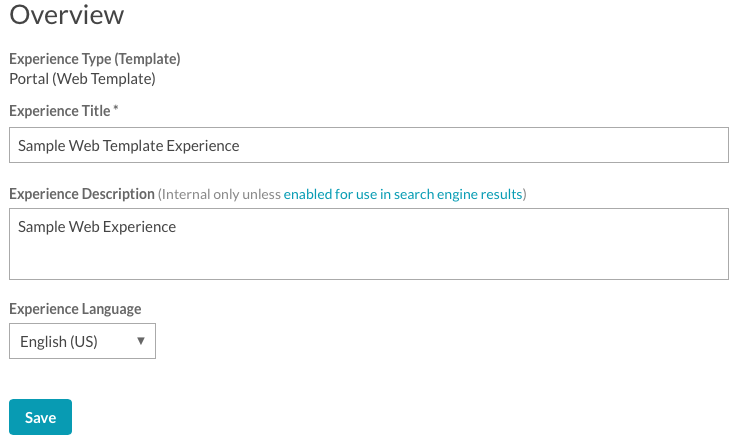 Overview
Experience Type (Template)
Portal (Web Template)
Experience Title *
Sample Web Template Experience
Experience Description (Internal only unless enabled for use in search engine results)
Sample Web Experience
Experience Language
English (US)
Save